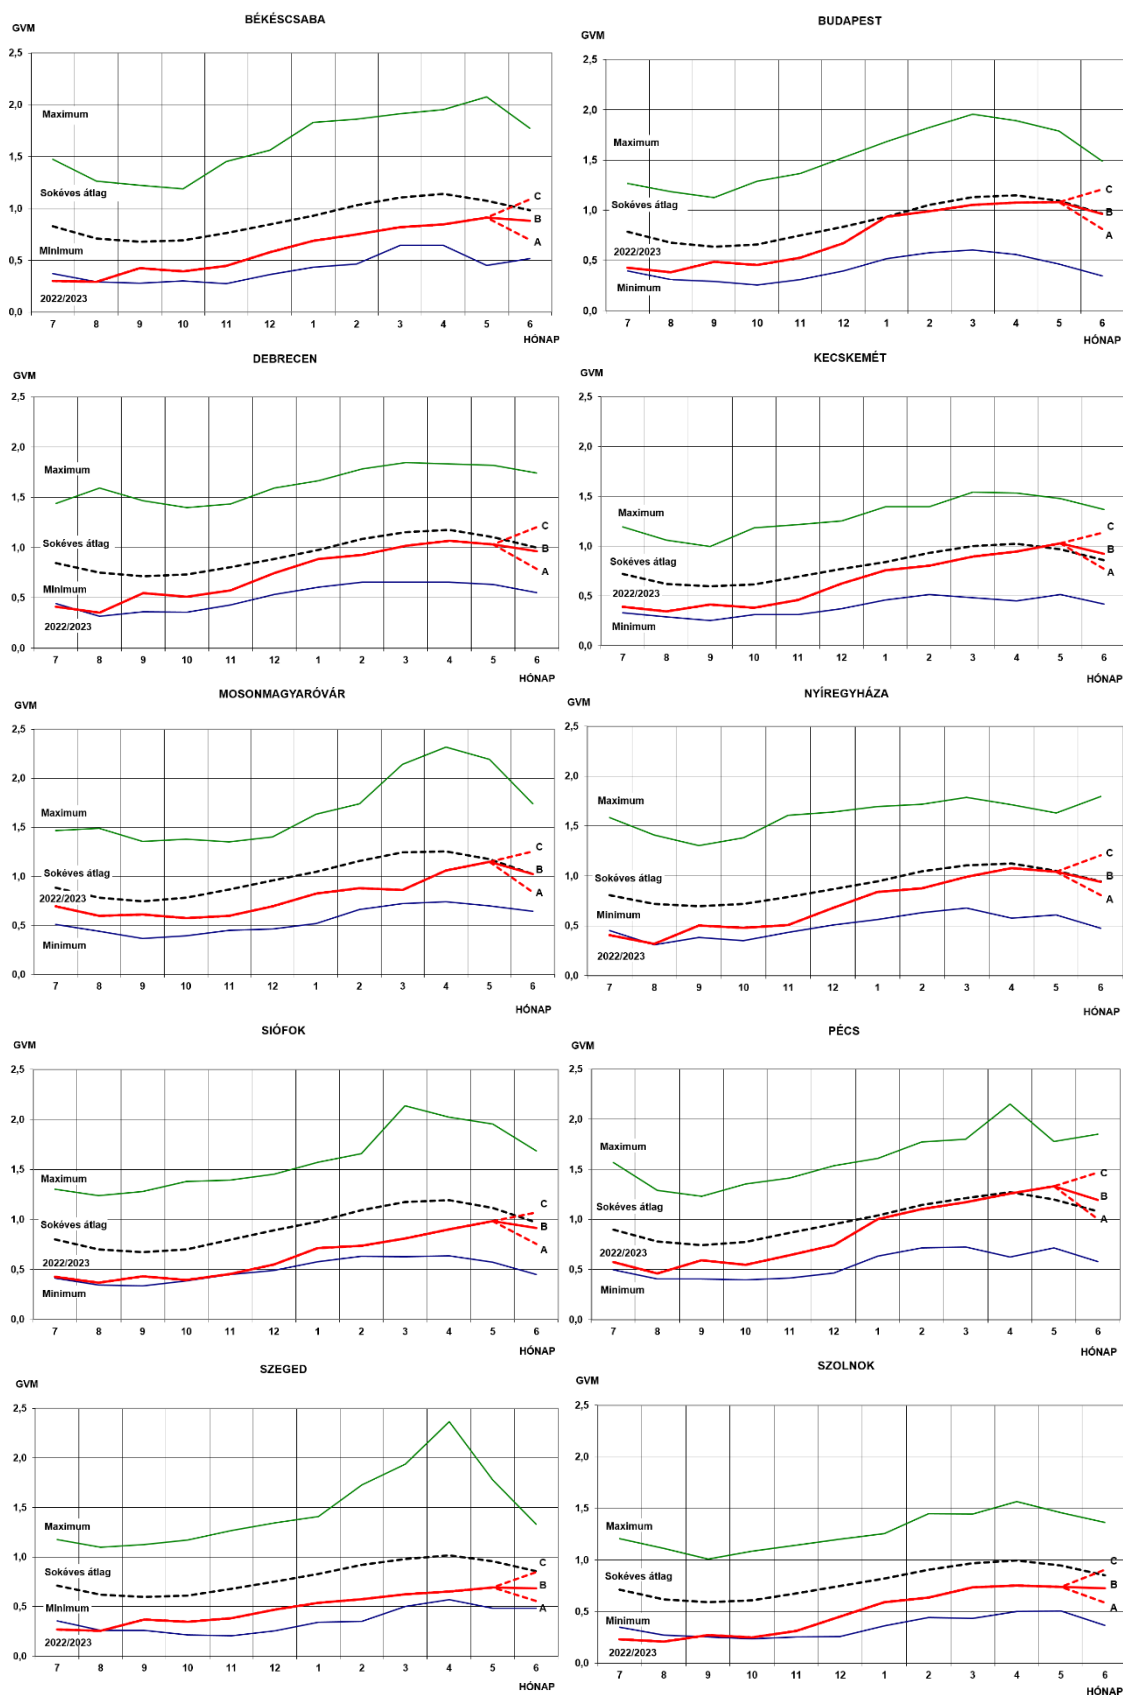 BÉKÉSCSABA
GVM
2,5
2,0
Maximum
1,5
Sokéves átlag
1,0
C
B
A
Minimum
0,5
2022/2023
0,0
7 8 9 10 11 12 1 2 3 4 5 6
HÓNAP
BUDAPEST
GVM
2,5
2,0
Maximum
1,5
Sokéves átlag
C
1,0
B
A
2022/2023
0,5
Minimum
0,0
7 8 9 10 11 12 1 2 3 4 5 6
HÓNAP
DEBRECEN
GVM
2,5
2,0
Maximum
1,5
C
Sokéves átlag
1,0
B
A
Minimum
0,5
2022/2023
0,0
7 8 9 10 11 12 1 2 3 4 5 6
HÓNAP
KECSKEMÉT
GVM
2,5
2,0
Maximum
1,5
C
Sokéves átlag
1,0
B
A
2022/2023
0,5
Minimum
0,0
7 8 9 10 11 12 1 2 3 4 5 6
HÓNAP
MOSONMAGYARÓVÁR
GVM
2,5
2,0
Maximum
1,5
C
Sokéves átlag
1,0
B
A
2022/2023
0,5
Minimum
0,0
7 8 9 10 11 12 1 2 3 4 5 6
HÓNAP
NYÍREGYHÁZA
GVM
2,5
2,0
Maximum
1,5
C
Sokéves átlag
1,0
B
A
Minimum
0,5
2022/2023
0,0
7 8 9 10 11 12 1 2 3 4 5 6
HÓNAP
SIÓFOK
GVM
2,5
2,0
1,5
Maximum
C
Sokéves átlag
1,0
B
A
2022/2023
0,5
Minimum
0,0
7 8 9 10 11 12 1 2 3 4 5 6
HÓNAP
PÉCS
GVM
2,5
2,0
Maximum
1,5
C
Sokéves átlag
B
1,0
A
2022/2023
0,5
Minimum
0,0
7 8 9 10 11 12 1 2 3 4 5 6
HÓNAP
SZEGED
GVM
2,5
2,0
1,5
Maximum
1,0
C
Sokéves átlag
B
A
0,5
Minimum
2022/2023
0,0
7 8 9 10 11 12 1 2 3 4 5 6
HÓNAP
SZOLNOK
GVM
2,5
2,0
1,5
Maximum
1,0
C
Sokéves átlag
B
A
0,5
Minimum
2022/2023
0,0
7 8 9 10 11 12 1 2 3 4 5 6
HÓNAP